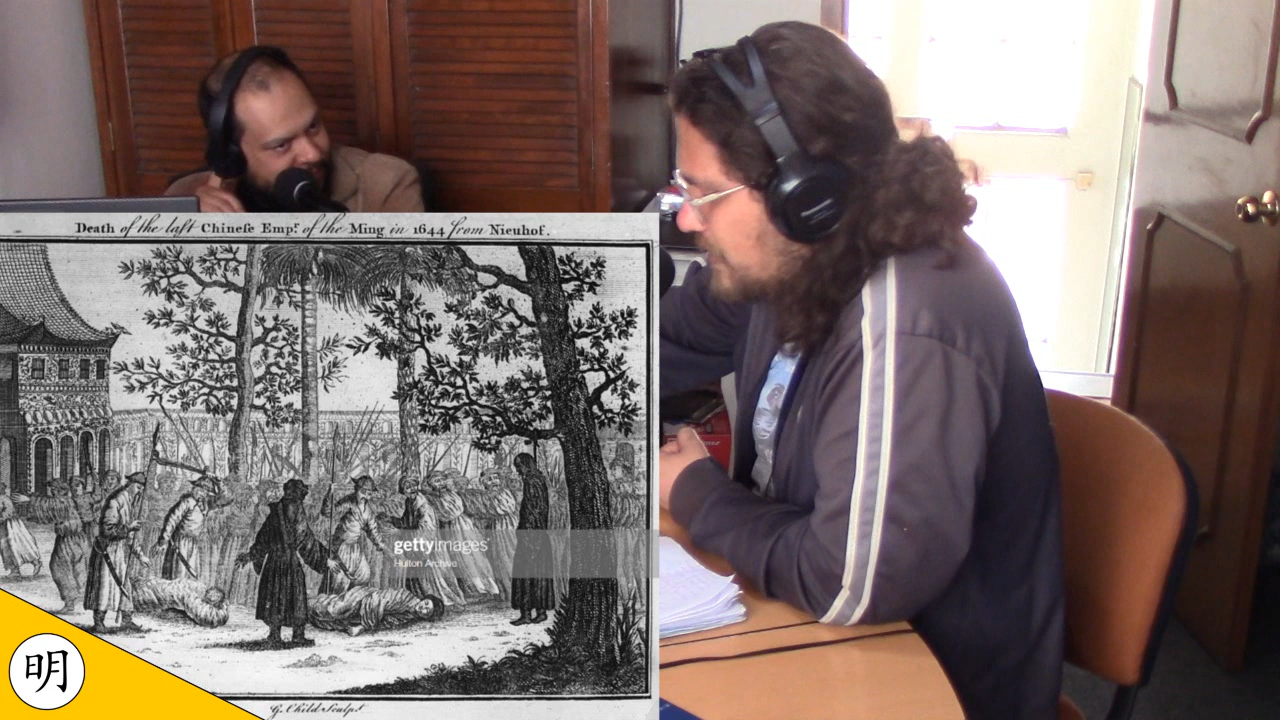 Death of the laſt Chineſe Empr. of the Ming in 1644 from Nieuhof.
gettyimages®
Hulton Archive
明
G. Child Sculpt